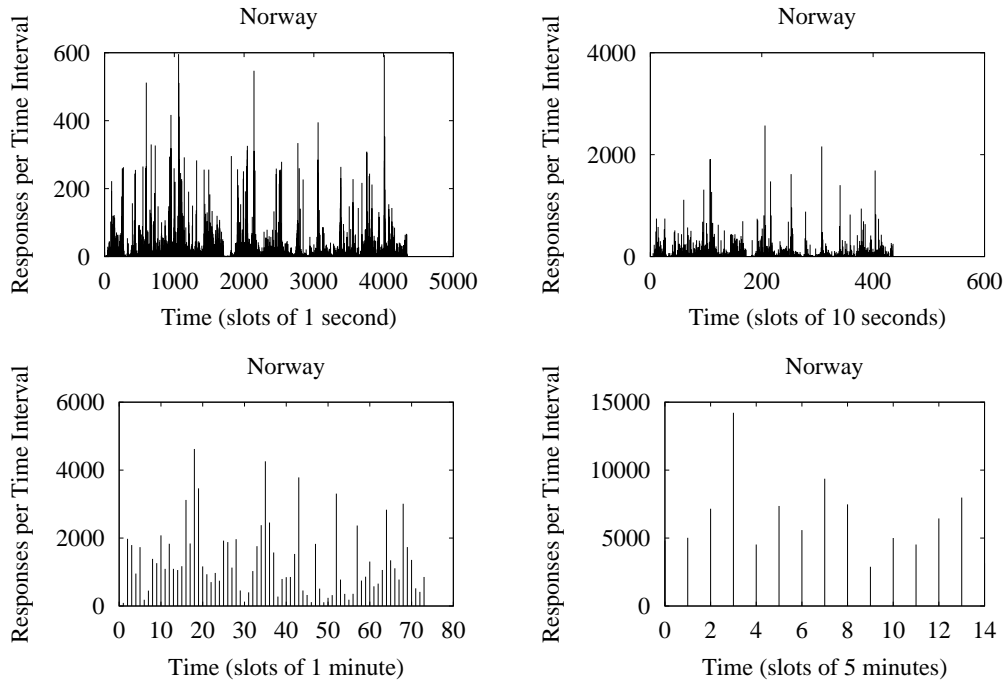 Norway
Responses per Time Interval
600
400
200
0
0 1000 2000 3000 4000 5000
Time (slots of 1 second)
Norway
Responses per Time Interval
4000
2000
0
0 200 400 600
Time (slots of 10 seconds)
Norway
Responses per Time Interval
6000
4000
2000
0
0 10 20 30 40 50 60 70 80
Time (slots of 1 minute)
Norway
Responses per Time Interval
15000
10000
5000
0
0 2 4 6 8 10 12 14
Time (slots of 5 minutes)